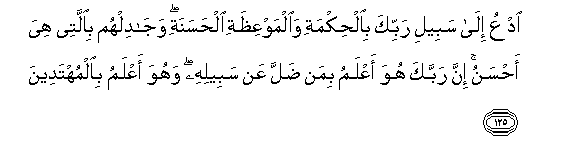 ٱدْعُ إِلَىٰ سَبِيلِ رَبِّكَ بِٱلْحِكْمَةِ وَٱلْمَوْعِظَةِ ٱلْحَسَنَةِ ۖ وَجَـٰدِلْهُم بِٱلَّتِى هِىَ
أَحْسَنُ ۚ إِنَّ رَبَّكَ هُوَ أَعْلَمُ بِمَن ضَلَّ عَن سَبِيلِهِۦ ۖ وَهُوَ أَعْلَمُ بِٱلْمُهْتَدِينَ
١٢٥